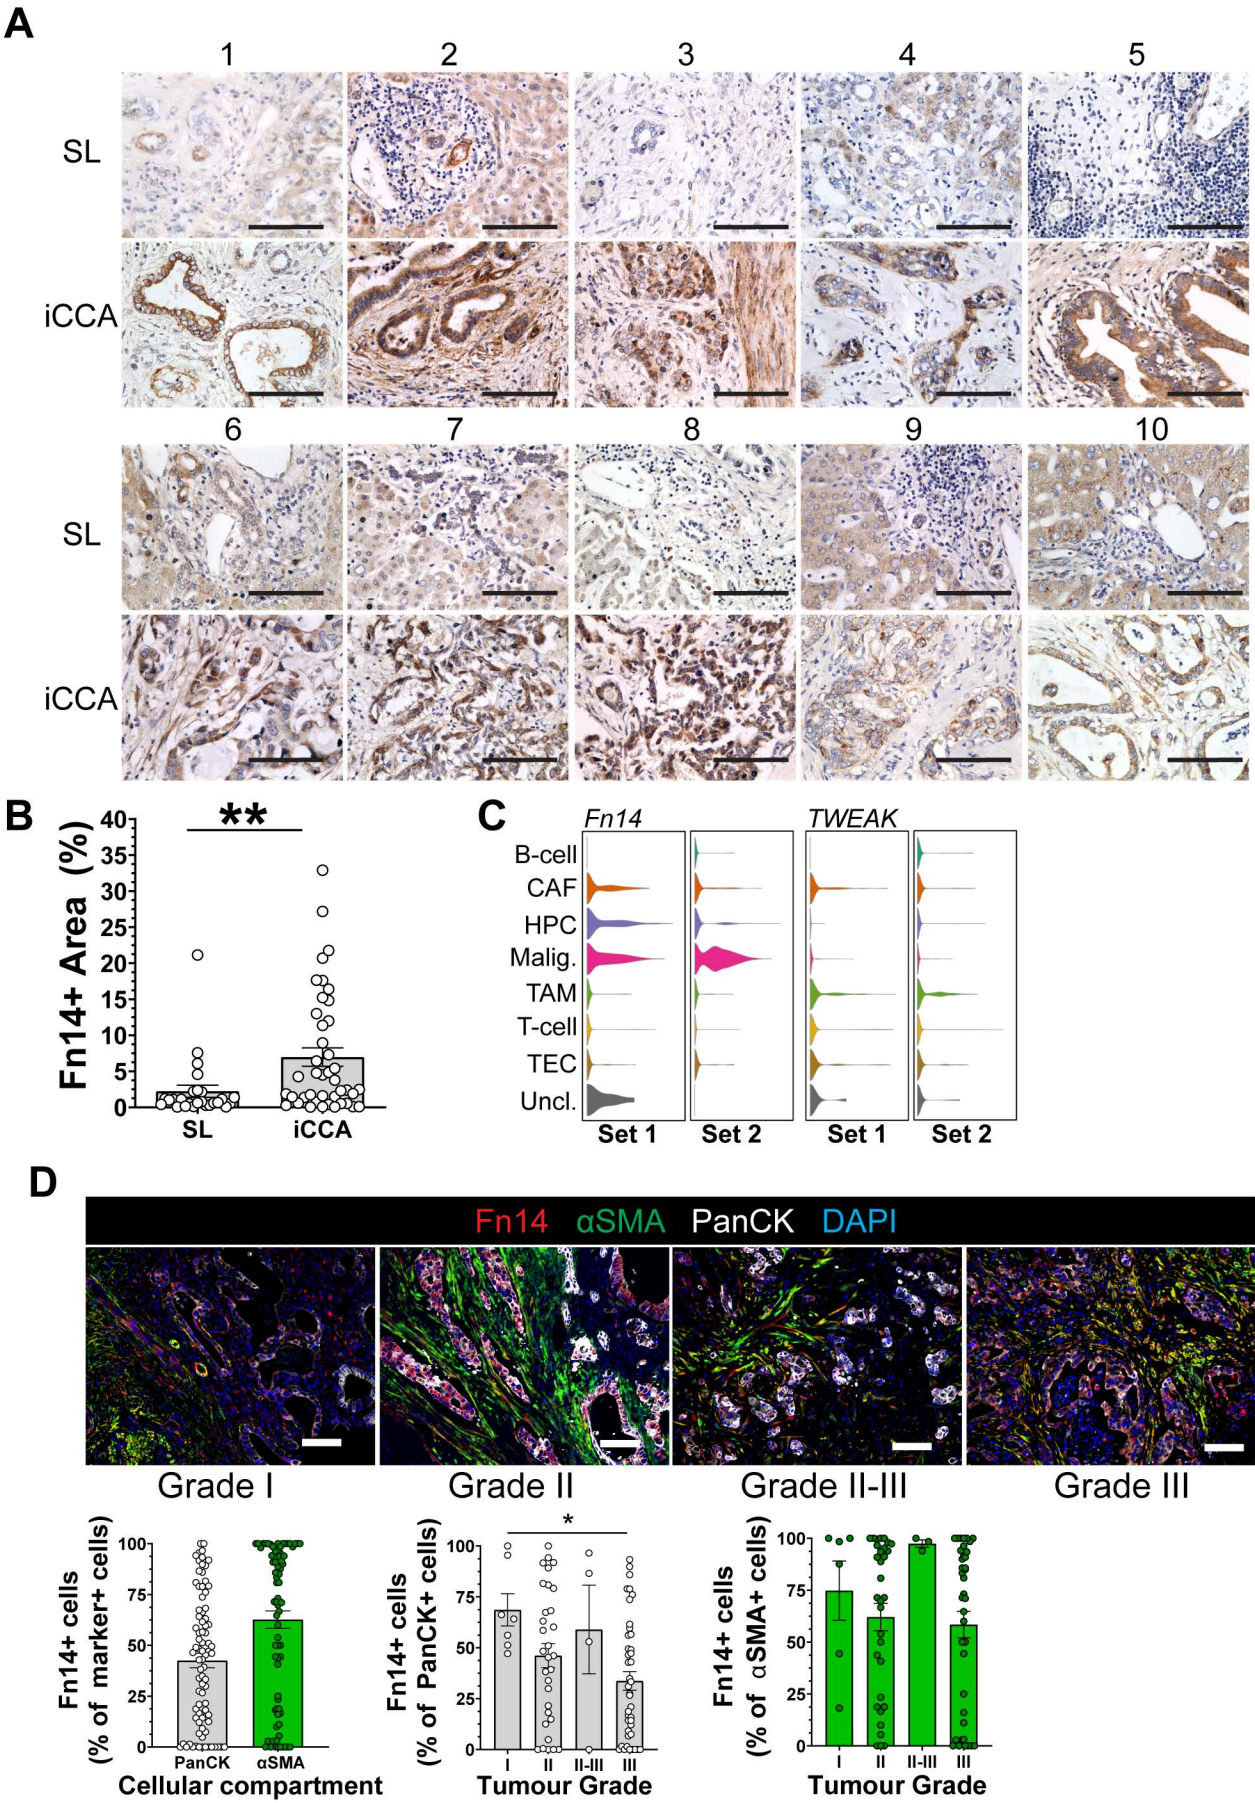 A
1 2 3 4 5
SL
iCCA
6 7 8 9 10
SL
iCCA
B
**
Fn14+ Area (%)
40
35
30
25
20
15
10
5
0
SL iCCA
C
Fn14 TWEAK
B-cell
CAF
HPC
Malig.
TAM
T-cell
TEC
Uncl.
Set 1 Set 2 Set 1 Set 2
D
Fn14 αSMA PanCK DAPI
Grade I Grade II Grade II-III Grade III
Fn14+ cells
(% of marker+ cells)
100
75
50
25
0
PanCK αSMA
Cellular compartment
Fn14+ cells
(% of PanCK+ cells)
100
75
50
25
0
*
I II II-III III
Tumour Grade
Fn14+ cells
(% of αSMA+ cells)
100
75
50
25
0
I II II-III III
Tumour Grade